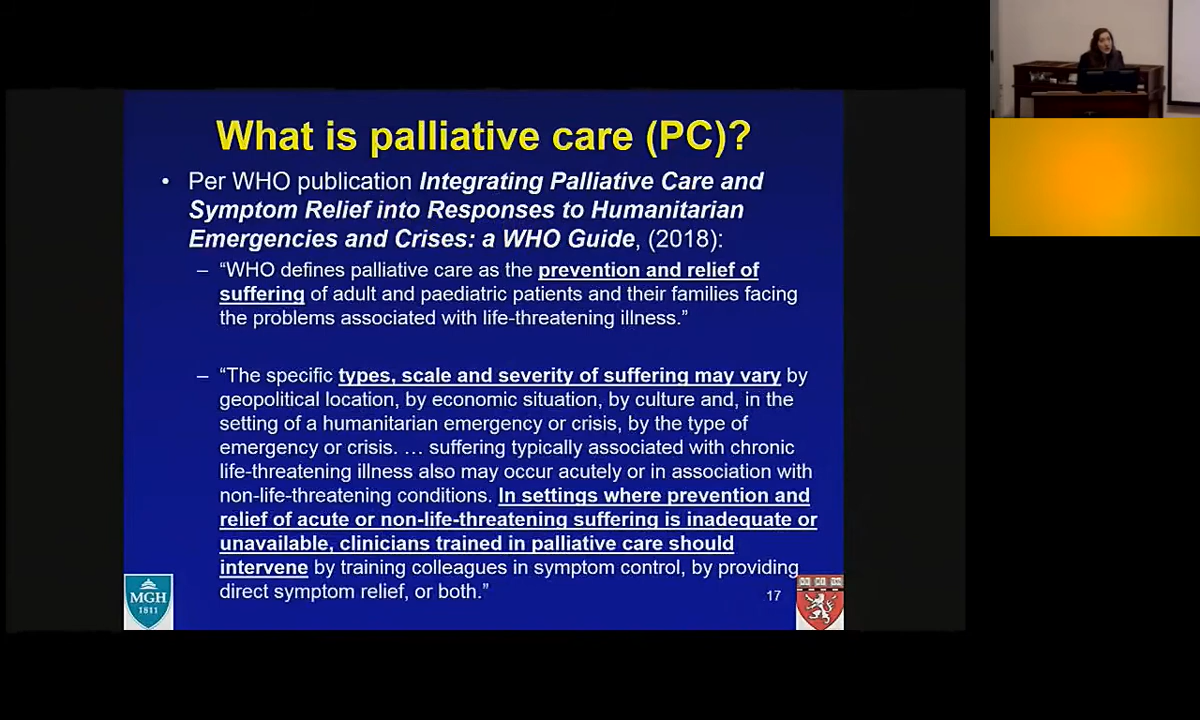 What is palliative care (PC)?
• Per WHO publication Integrating Palliative Care and
Symptom Relief into Responses to Humanitarian
Emergencies and Crises: a WHO Guide, (2018):
– “WHO defines palliative care as the prevention and relief of
suffering of adult and paediatric patients and their families facing
the problems associated with life-threatening illness.”
– “The specific types, scale and severity of suffering may vary by
geopolitical location, by economic situation, by culture and, in the
setting of a humanitarian emergency or crisis, by the type of
emergency or crisis. … suffering typically associated with chronic
life-threatening illness also may occur acutely or in association with
non-life-threatening conditions. In settings where prevention and
relief of acute or non-life-threatening suffering is inadequate or
unavailable, clinicians trained in palliative care should
intervene by training colleagues in symptom control, by providing
direct symptom relief, or both.”
MGH
1811
17